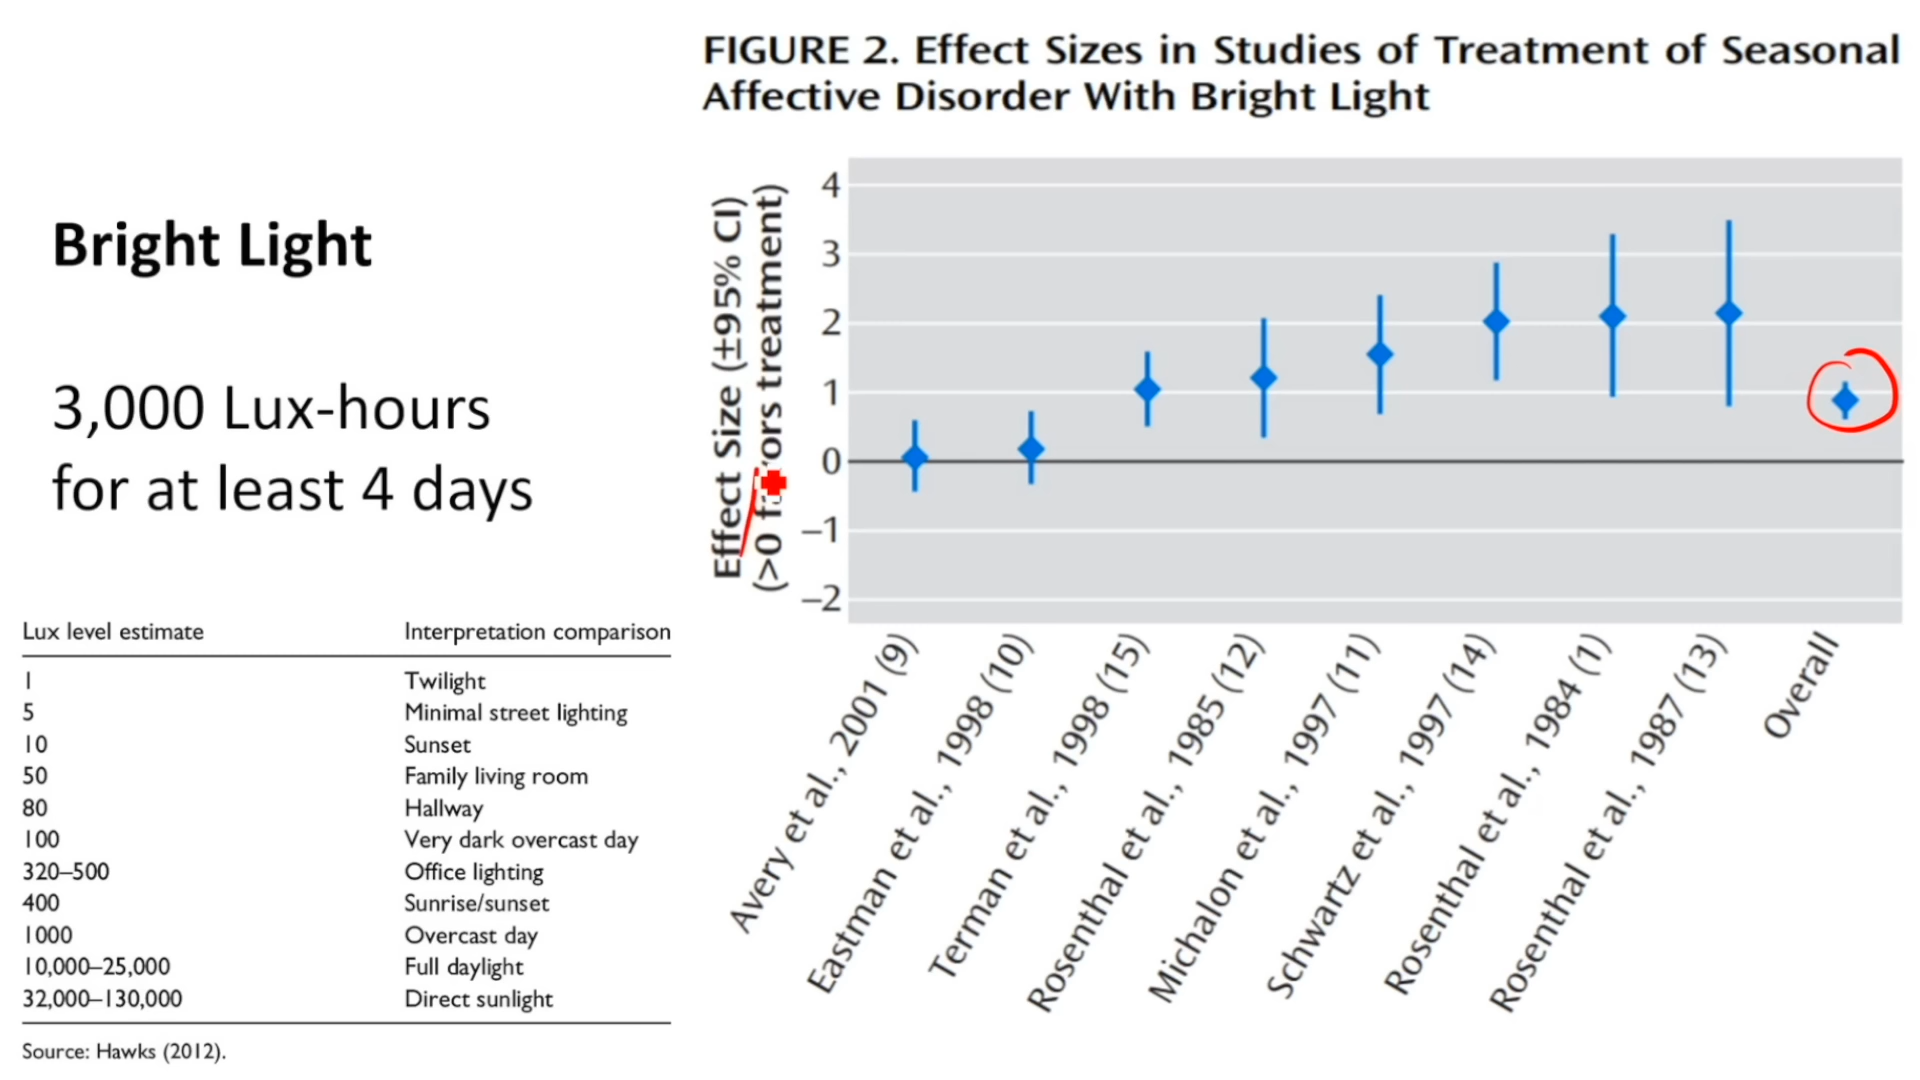 FIGURE 2. Effect Sizes in Studies of Treatment of Seasonal
Affective Disorder With Bright Light
Bright Light
3,000 Lux-hours
for at least 4 days
Lux level estimate Interpretation comparison
1 Twilight
5 Minimal street lighting
10 Sunset
50 Family living room
80 Hallway
100 Very dark overcast day
320–500 Office lighting
400 Sunrise/sunset
1000 Overcast day
10,000–25,000 Full daylight
32,000–130,000 Direct sunlight
Source: Hawks (2012).
Effect Size (±95% CI)
(>0 treatment)
4
3
2
1
0
–1
–2
Avery et al., 2001 (9)
Eastman et al., 1998 (10)
Terman et al., 1998 (15)
Rosenthal et al., 1985 (12)
Michalon et al., 1997 (11)
Schwartz et al., 1997 (14)
Rosenthal et al., 1984 (1)
Rosenthal et al., 1987 (13)
Overall